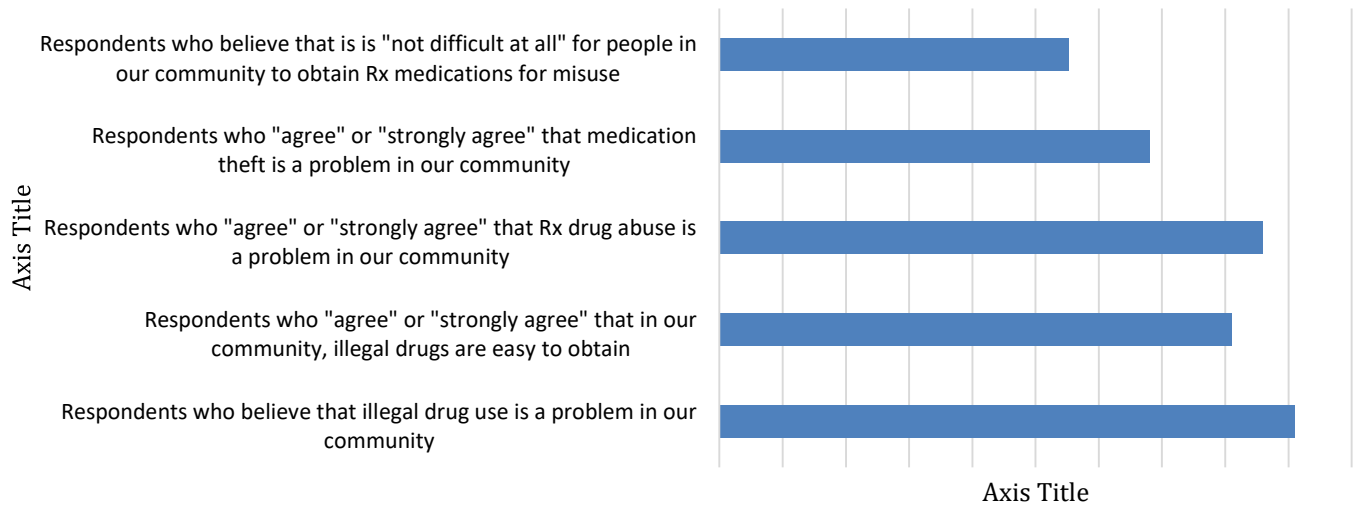 Respondents who believe that is is "not difficult at all" for people in
our community to obtain Rx medications for misuse
Respondents who "agree" or "strongly agree" that medication
theft is a problem in our community
Respondents who "agree" or "strongly agree" that Rx drug abuse is
a problem in our community
Respondents who "agree" or "strongly agree" that in our
community, illegal drugs are easy to obtain
Respondents who believe that illegal drug use is a problem in our
community
Axis Title
Axis Title